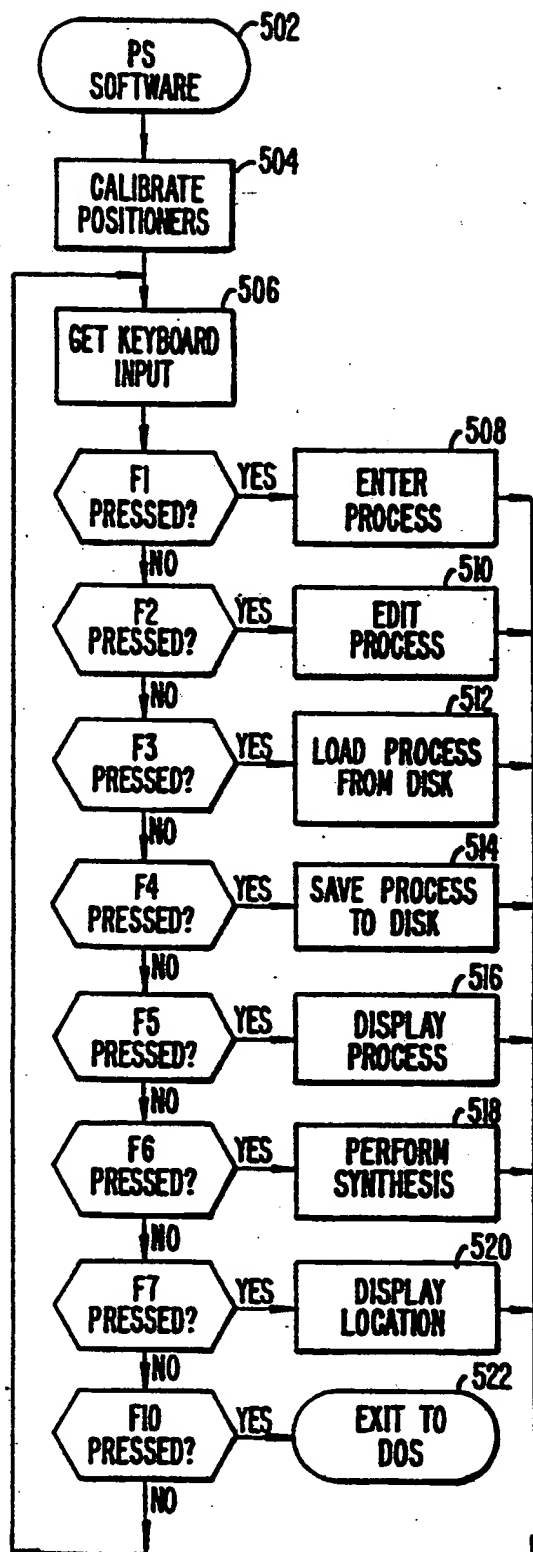 502
PS
SOFTWARE
504
CALIBRATE
POSITIONERS
506
GET KEYBOARD
INPUT
508
F1
PRESSED?
YES
ENTER
PROCESS
NO
510
F2
PRESSED?
YES
EDIT
PROCESS
NO
512
F3
PRESSED?
YES
LOAD PROCESS
FROM DISK
NO
514
F4
PRESSED?
YES
SAVE PROCESS
TO DISK
NO
516
F5
PRESSED?
YES
DISPLAY
PROCESS
NO
518
F6
PRESSED?
YES
PERFORM
SYNTHESIS
NO
520
F7
PRESSED?
YES
DISPLAY
LOCATION
NO
522
F10
PRESSED?
YES
EXIT TO
DOS
NO